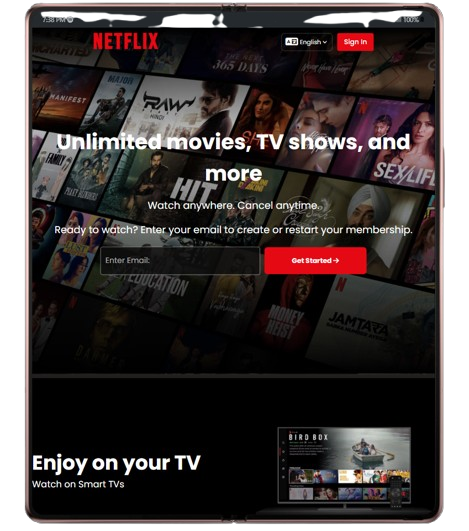 7:38 PM
100%
NETFLIX
English
Sign In
365 DAYS
MAJOR
MANIFEST
RAW
HINDI
Unlimited movies, TV shows, and
more
SEX/LIFE
FAMILY
HIT
Watch anywhere. Cancel anytime.
Ready to watch? Enter your email to create or restart your membership.
Enter Email:
Get Started →
EDUCATION
MONEY
HEIST
JAMTARA
BIRD BOX
Enjoy on your TV
Watch on Smart TVs